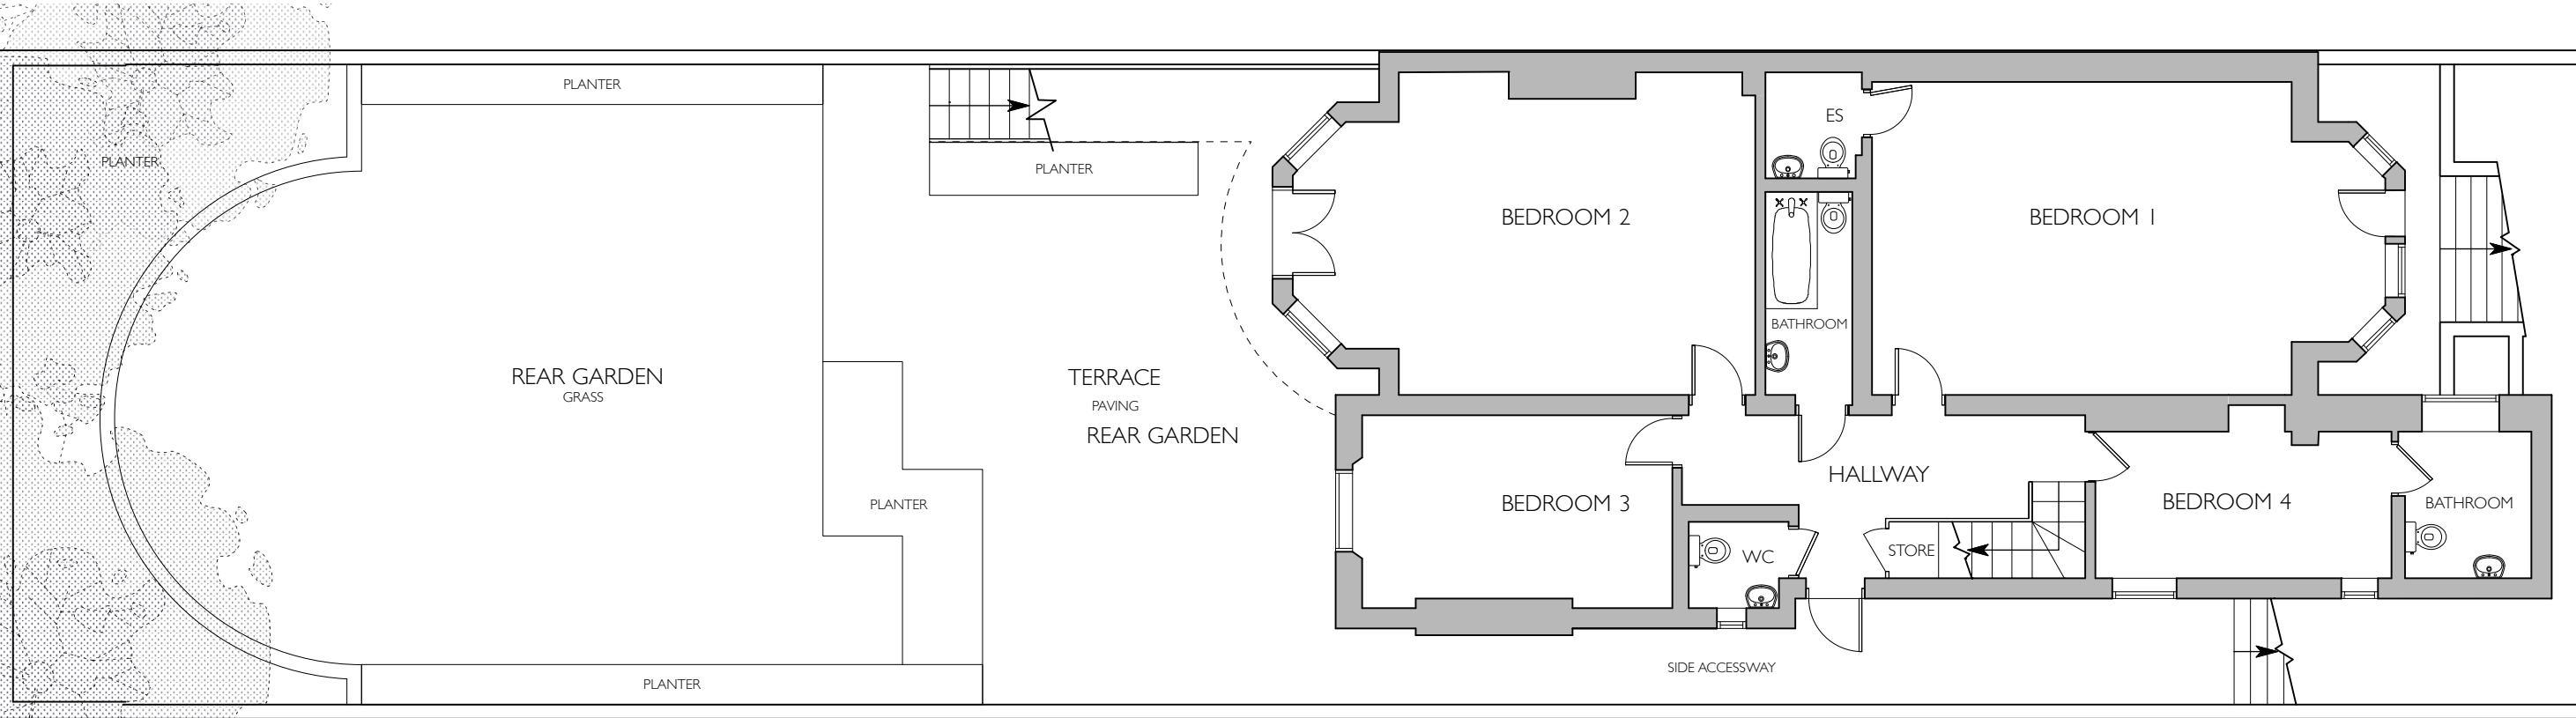 PLANTER
PLANTER
PLANTER
ES
BEDROOM 2
BEDROOM 1
BATHROOM
REAR GARDEN
GRASS
TERRACE
PAVING
REAR GARDEN
PLANTER
HALLWAY
BEDROOM 3
BEDROOM 4
BATHROOM
WC
STORE
SIDE ACCESSWAY
PLANTER